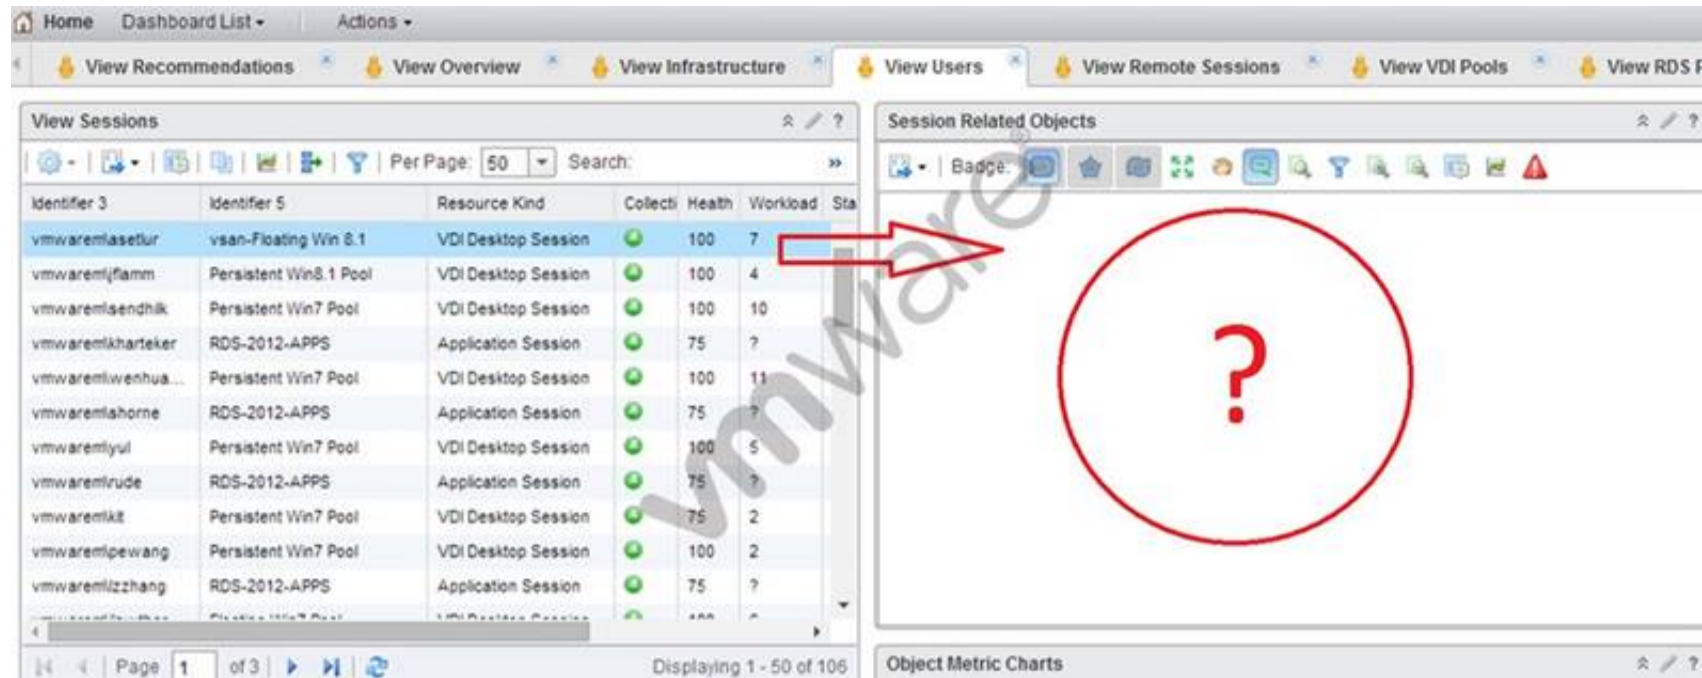 Home Dashboard List Actions
View Recommendations View Overview View Infrastructure View Users View Remote Sessions View VDI Pools View RDS P
View Sessions ?
Per Page: 50 Search: »
Identifier 3 Identifier 5 Resource Kind Collecti Health Workload Sta
vmwarem\asetlur vsan-Floating Win 8.1 VDI Desktop Session 100 7
vmwarem\jflamm Persistent Win8.1 Pool VDI Desktop Session 100 4
vmwarem\sendhilk Persistent Win7 Pool VDI Desktop Session 100 10
vmwarem\kharteker RDS-2012-APPS Application Session 75 ?
vmwarem\wenhua... Persistent Win7 Pool VDI Desktop Session 100 11
vmwarem\ahorne RDS-2012-APPS Application Session 75 ?
vmwarem\yul Persistent Win7 Pool VDI Desktop Session 100 5
vmwarem\rude RDS-2012-APPS Application Session 75 ?
vmwarem\kit Persistent Win7 Pool VDI Desktop Session 75 2
vmwarem\pewang Persistent Win7 Pool VDI Desktop Session 100 2
vmwarem\lzzhang RDS-2012-APPS Application Session 75 ?
Page 1 of 3 Displaying 1 - 50 of 106
Session Related Objects ?
Badge:
?
Object Metric Charts ?
vmware®